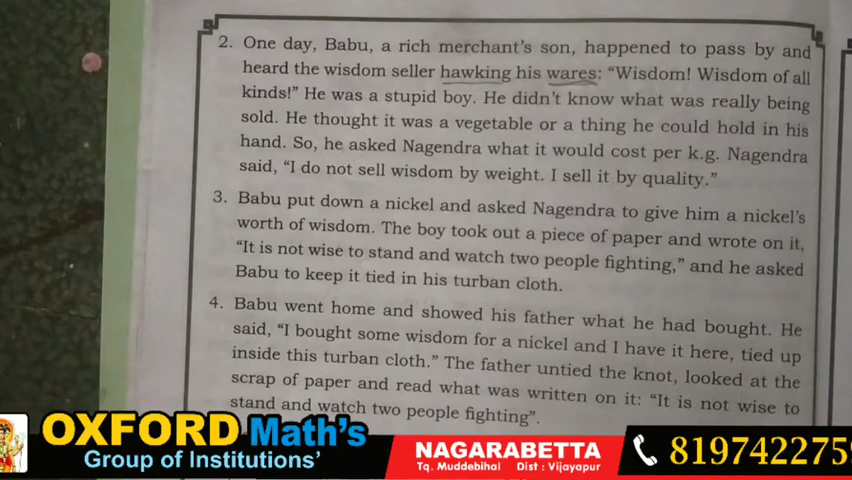 2. One day, Babu, a rich merchant's son, happened to pass by and
heard the wisdom seller hawking his wares: "Wisdom! Wisdom of all
kinds!" He was a stupid boy. He didn't know what was really being
sold. He thought it was a vegetable or a thing he could hold in his
hand. So, he asked Nagendra what it would cost per k.g. Nagendra
said, "I do not sell wisdom by weight. I sell it by quality."
3. Babu put down a nickel and asked Nagendra to give him a nickel's
worth of wisdom. The boy took out a piece of paper and wrote on it,
"It is not wise to stand and watch two people fighting," and he asked
Babu to keep it tied in his turban cloth.
4. Babu went home and showed his father what he had bought. He
said, "I bought some wisdom for a nickel and I have it here, tied up
inside this turban cloth." The father untied the knot, looked at the
scrap of paper and read what was written on it: "It is not wise to
stand and watch two people fighting".
OXFORD Math's
Group of Institutions'
NAGARABETTA
Tq. Muddebihal Dist : Vijayapur
819742275